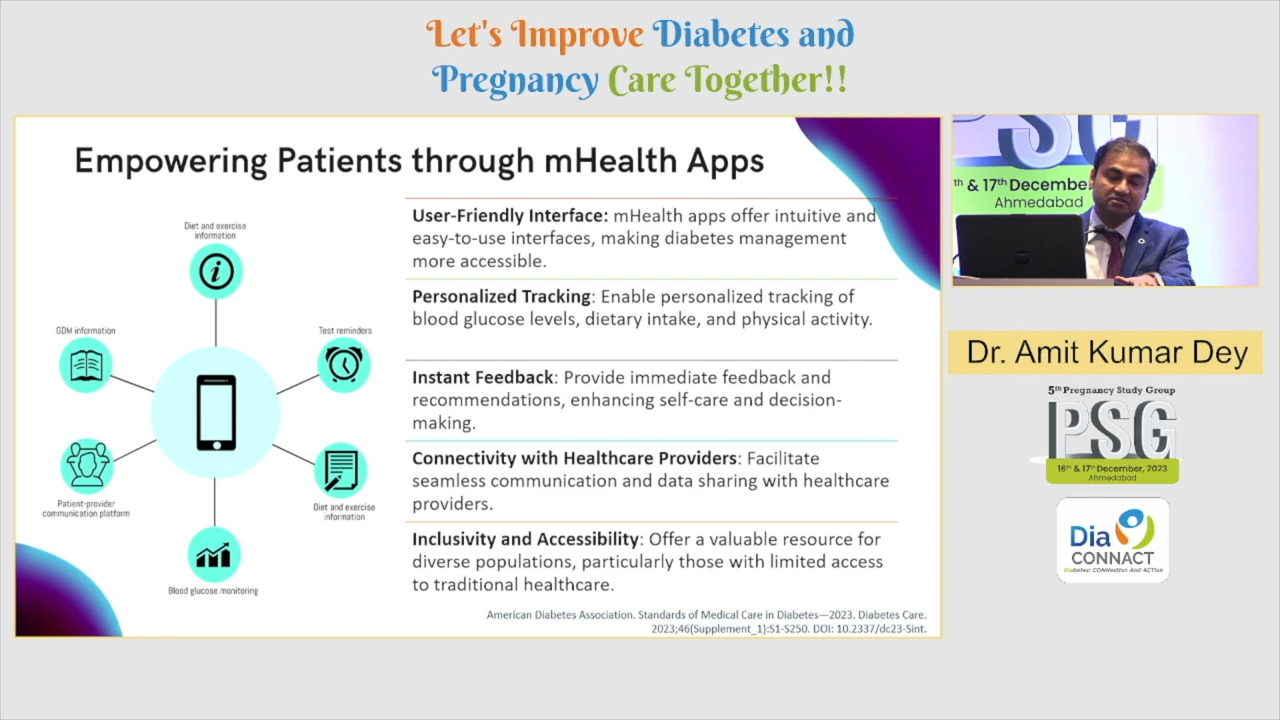 Let's Improve Diabetes and
Pregnancy Care Together!!
Empowering Patients through mHealth Apps
Diet and exercise
information
GDM information
Test reminders
Patient-provider
communication platform
Diet and exercise
information
Blood glucose monitoring
User-Friendly Interface: mHealth apps offer intuitive and
easy-to-use interfaces, making diabetes management
more accessible.
Personalized Tracking: Enable personalized tracking of
blood glucose levels, dietary intake, and physical activity.
Instant Feedback: Provide immediate feedback and
recommendations, enhancing self-care and decision-
making.
Connectivity with Healthcare Providers: Facilitate
seamless communication and data sharing with healthcare
providers.
Inclusivity and Accessibility: Offer a valuable resource for
diverse populations, particularly those with limited access
to traditional healthcare.
American Diabetes Association. Standards of Medical Care in Diabetes—2023. Diabetes Care.
2023;46(Supplement_1):S1-S250. DOI: 10.2337/dc23-Sint.
PSG
th & 17th Decembe
Ahmedabad
Dr. Amit Kumar Dey
5th Pregnancy Study Group
PSG
16th & 17th December, 2023
Ahmedabad
Dia
CONNACT
Diabetes: CONNection And ACTion